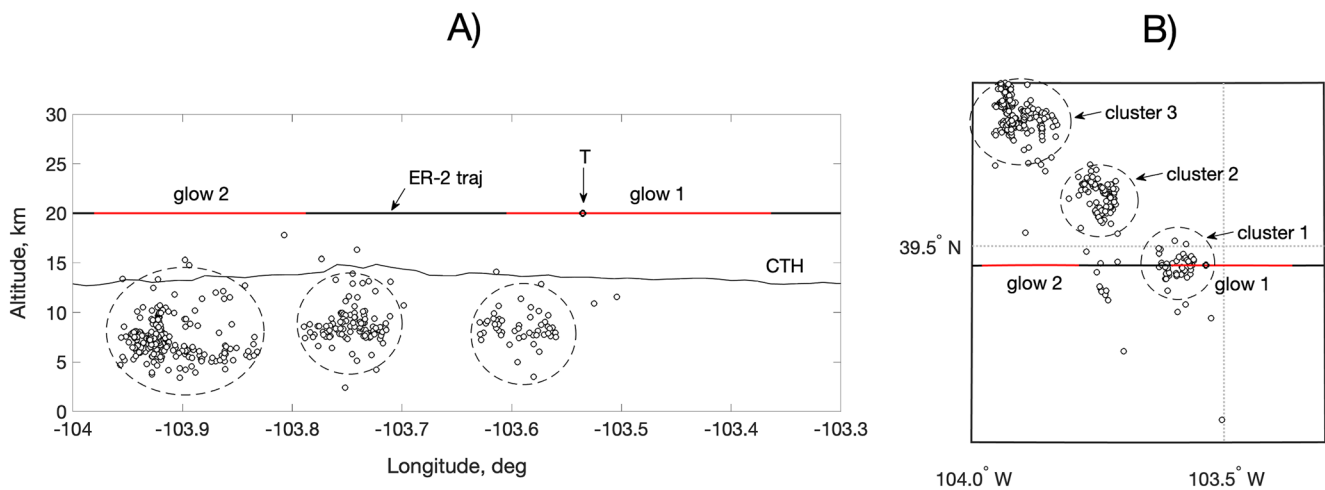 A)
30
25
20
15
10
5
0
Altitude, km
glow 2
ER-2 traj
T
glow 1
CTH
-104
-103.9
-103.8
-103.7
-103.6
-103.5
-103.4
-103.3
Longitude, deg
B)
cluster 3
cluster 2
cluster 1
39.5° N
glow 2
glow 1
104.0° W
103.5° W